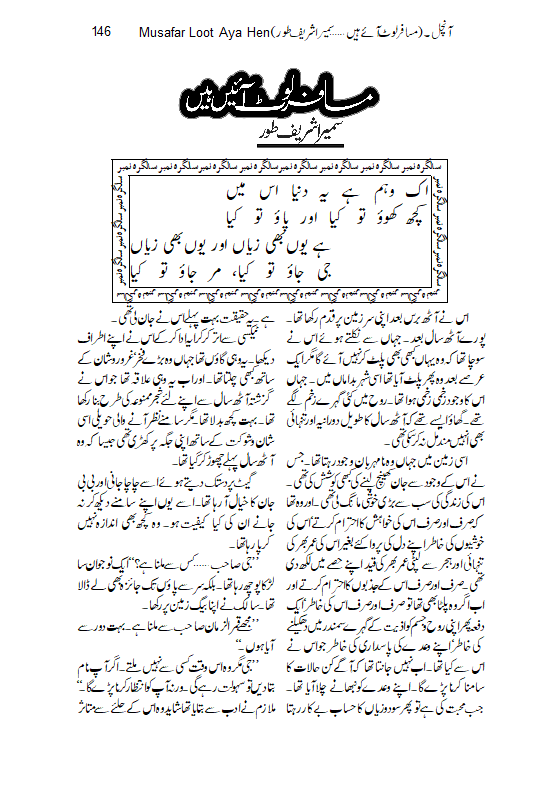 146 Musafar Loot Aya Hen(آنچل۔(مسافر لوٹ آئے ہیں.....سمیرا شریف طور
مسافر لوٹ آئیں ہیں
سمیرا شریف طور
سالگرہ نمبر سالگرہ نمبر سالگرہ نمبر سالگرہ نمبر سالگرہ نمبر سالگرہ نمبر سالگرہ نمبر
اک وہم ہے یہ دنیا اس میں
کچھ کھوؤ تو کیا اور پاؤ تو کیا
ہے یوں بھی زیاں اور یوں بھی زیاں
جی جاؤ تو کیا، مر جاؤ تو کیا
اس نے آٹھ برس بعد اپنی سرزمین پر قدم رکھا تھا۔
پورے آٹھ سال بعد۔ جہاں سے نکلتے ہوئے اس نے
سوچا تھا کہ وہ یہاں کبھی بھی پلٹ کر نہیں آئے گا مگر ایک
عرصے بعد وہ پھر پلٹ آیا تھا اسی شہر بداماں میں۔ جہاں
اس کا وجود زخمی زخمی ہوا تھا۔ روح میں کئی گہرے زخم لگے
تھے۔ گھاؤ ایسے تھے کہ آٹھ سال کا طویل دورانیہ اور تنہائی
بھی انہیں مندمل نہ کر سکی تھی۔
اسی زمین میں جہاں وہ نامہربان وجود رہتا تھا۔ جس
نے اس کے وجود سے جان کھینچ لینے کی بھی کوشش کی تھی۔
اس کی زندگی کی سب سے بڑی خوشی مانگ لی تھی۔ اور وہ تھا
کہ صرف اور صرف اس کی خواہش کا احترام کرتے، اس کی
خوشیوں کی خاطر اپنے دل کی پروا کئے بغیر اس کی عمر بھر کی
تنہائی اور ہجر سے لپٹی عمر بھر کی قید اپنے حصے میں لکھ دی
تھی۔ صرف اور صرف اس کے جذبوں کا احترام کرتے اور
اب اگر وہ پلٹا بھی تھا تو صرف اور صرف اس کی خاطر، ایک
دفعہ پھر اپنی روح و جسم کو اذیت کے گہرے سمندر میں دھکیلنے
کی خاطر، اپنے وعدے کی پاسداری کی خاطر جو اس نے
اس سے کیا تھا۔ اب نہیں جانتا تھا کہ آگے کن حالات کا
سامنا کرنا پڑے گا۔ اپنے وعدے کو نبھانے چلا آیا تھا۔
جب محبت کی ہے تو پھر سود و زیاں کا حساب بے کار رہتا
ہے۔ یہ حقیقت بہت پہلے اس نے جان لی تھی۔
ٹیکسی سے اتر کر کرایا ادا کر کے اس نے اپنے اطراف
دیکھا۔ یہ وہی گاؤں تھا جہاں وہ بڑے فخر، غرور و شان کے
ساتھ بھی چلتا تھا۔ اور اب یہ وہی علاقہ تھا جو اس نے
گزشتہ آٹھ سال سے اپنے لئے شجر ممنوعہ کی طرح بنا رکھا
تھا۔ بہت کچھ بدلا تھا۔ مگر سامنے نظر آنے والی حویلی اسی
شان و شوکت کے ساتھ اپنی جگہ پر کھڑی تھی جیسا کہ وہ
آٹھ سال پہلے چھوڑ کر گیا تھا۔
گیٹ پر دستک دیتے ہوئے اسے چاچا جانی اور بی بی
جان کا خیال آ رہا تھا۔ اسے یوں اپنے سامنے دیکھ کر نہ
جانے ان کی کیا کیفیت ہو۔ وہ کچھ بھی اندازہ نہیں
کر پا رہا تھا۔
”جی صاحب.....کس سے ملنا ہے؟“ ایک نوجوان سا
لڑکا پوچھ رہا تھا۔ بلکہ سر سے پاؤں تک جائزہ بھی لے ڈالا
تھا۔ سالک نے اپنا بیگ زمین پر رکھا۔
”مجھے قمر الزمان صاحب سے ملنا ہے۔ بہت دور سے
آیا ہوں۔“
”جی مگر وہ اس وقت کسی سے نہیں ملتے۔ اگر آپ نام
بتا دیں تو سہولت رہے گی۔ ورنہ آپ کو انتظار کرنا پڑے گا۔“
ملازم نے ادب سے بتایا تھا شاید وہ اس کے حلئے سے متاثر